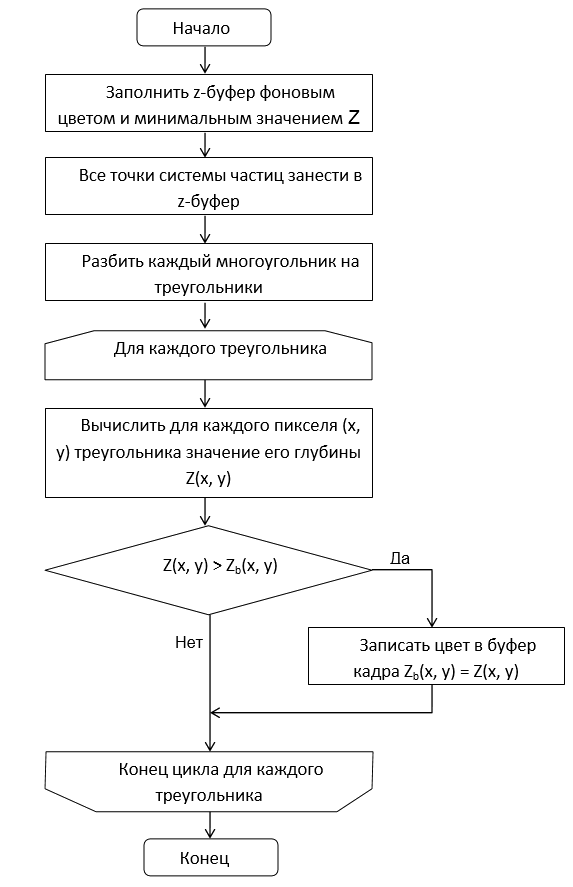 Начало
Заполнить z-буфер фоновым
цветом и минимальным значением Z
Все точки системы частиц занести в
z-буфер
Разбить каждый многоугольник на
треугольники
Для каждого треугольника
Вычислить для каждого пикселя (x,
y) треугольника значение его глубины
Z(x, y)
Z(x, y) > Zb(x, y)
Да
Нет
Записать цвет в буфер
кадра Zb(x, y) = Z(x, y)
Конец цикла для каждого
треугольника
Конец